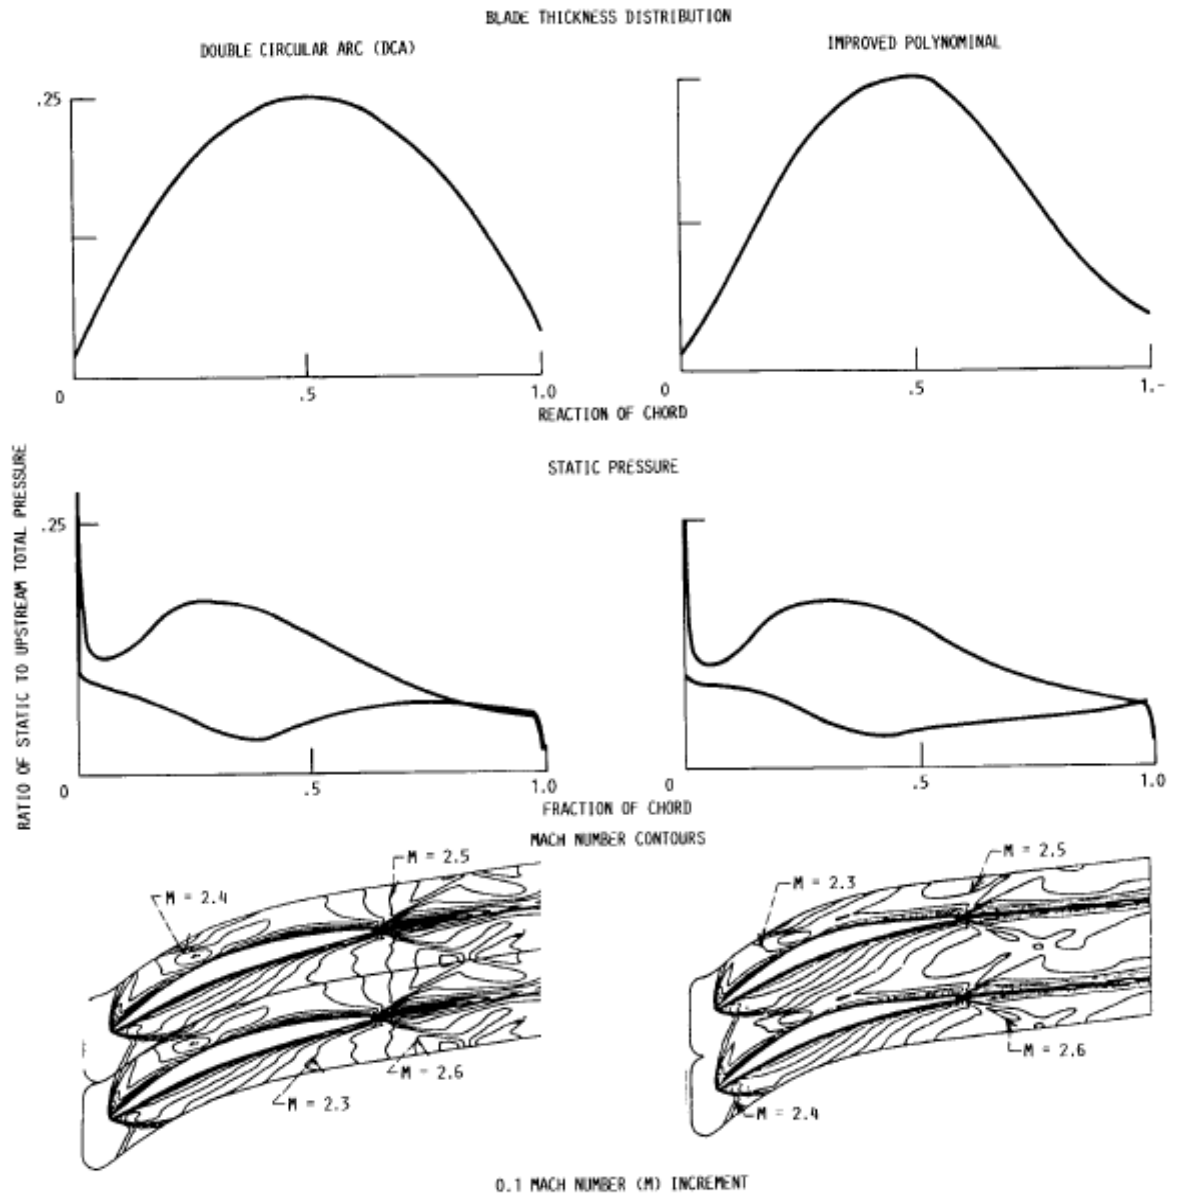 BLADE THICKNESS DISTRIBUTION
DOUBLE CIRCULAR ARC (DCA)
IMPROVED POLYNOMINAL
.25
0
.5
1.0
0
.5
1.-
REACTION OF CHORD
STATIC PRESSURE
RATIO OF STATIC TO UPSTREAM TOTAL PRESSURE
.25
0
.5
1.0
0
.5
1.0
FRACTION OF CHORD
MACH NUMBER CONTOURS
M = 2.5
M = 2.4
M = 2.6
M = 2.3
M = 2.5
M = 2.3
M = 2.6
M = 2.4
0.1 MACH NUMBER (M) INCREMENT